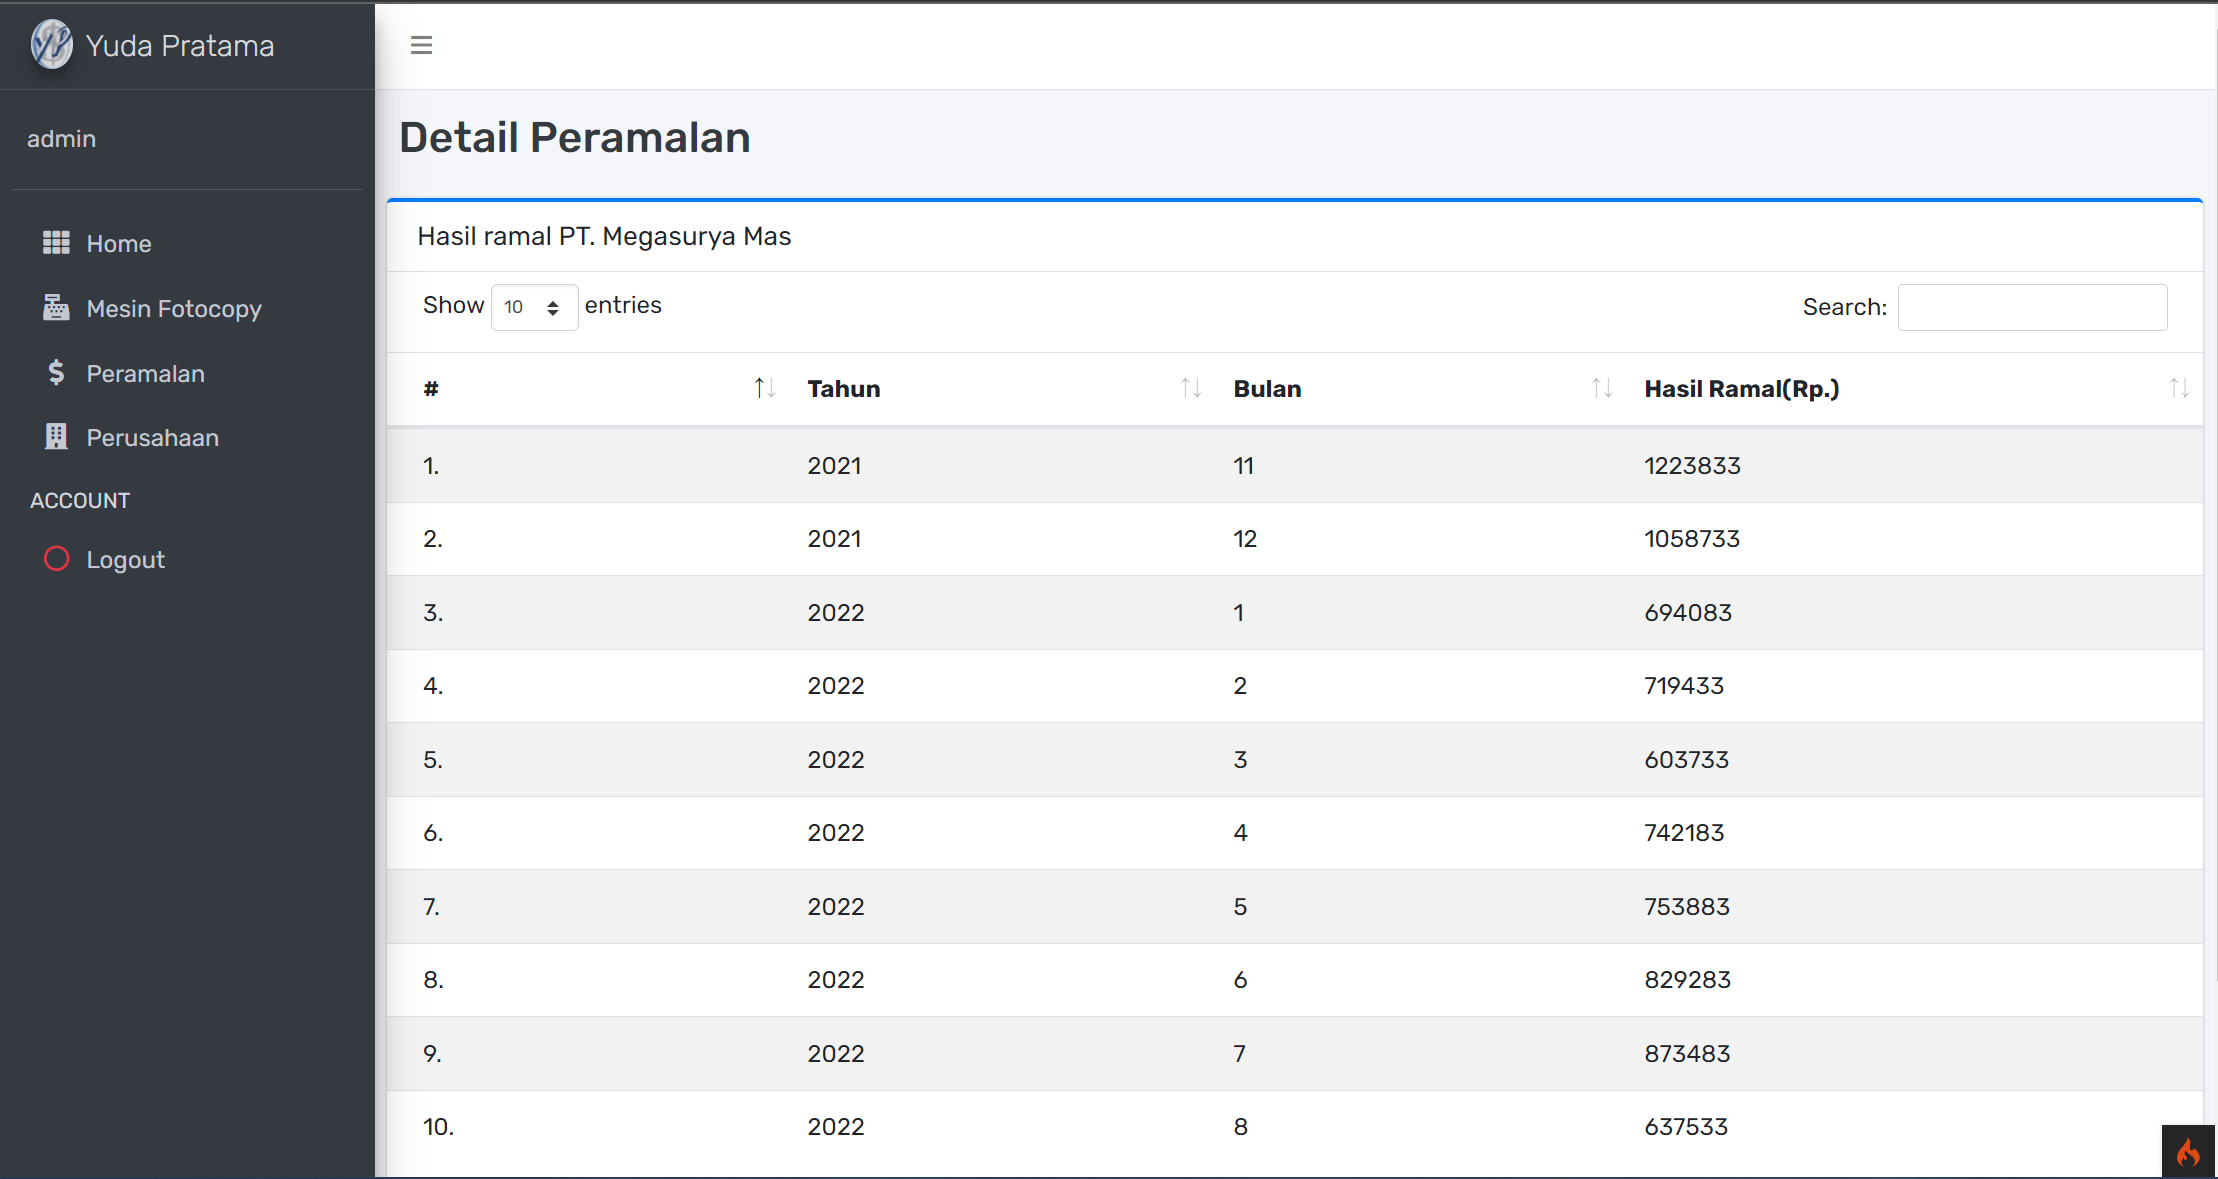 Yuda Pratama
admin
Home
Mesin Fotocopy
Peramalan
Perusahaan
ACCOUNT
Logout
Detail Peramalan
Hasil ramal PT. Megasurya Mas
Show 10 entries
Search:
# Tahun Bulan Hasil Ramal(Rp.)
1. 2021 11 1223833
2. 2021 12 1058733
3. 2022 1 694083
4. 2022 2 719433
5. 2022 3 603733
6. 2022 4 742183
7. 2022 5 753883
8. 2022 6 829283
9. 2022 7 873483
10. 2022 8 637533